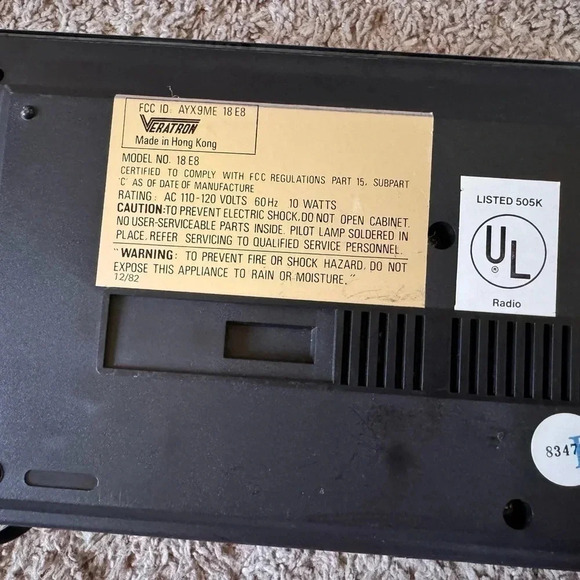 FCC ID: AYX9ME 18 E8
VERATRON
Made in Hong Kong
MODEL NO. 18 E8
CERTIFIED TO COMPLY WITH FCC REGULATIONS PART 15, SUBPART
'C' AS OF DATE OF MANUFACTURE
RATING: AC 110-120 VOLTS 60Hz 10 WATTS
CAUTION: TO PREVENT ELECTRIC SHOCK. DO NOT OPEN CABINET.
NO USER-SERVICEABLE PARTS INSIDE. PILOT LAMP SOLDERED IN
PLACE. REFER SERVICING TO QUALIFIED SERVICE PERSONNEL.
"WARNING: TO PREVENT FIRE OR SHOCK HAZARD. DO NOT
EXPOSE THIS APPLIANCE TO RAIN OR MOISTURE."
12/82
LISTED 505K
UL
®
Radio
8347